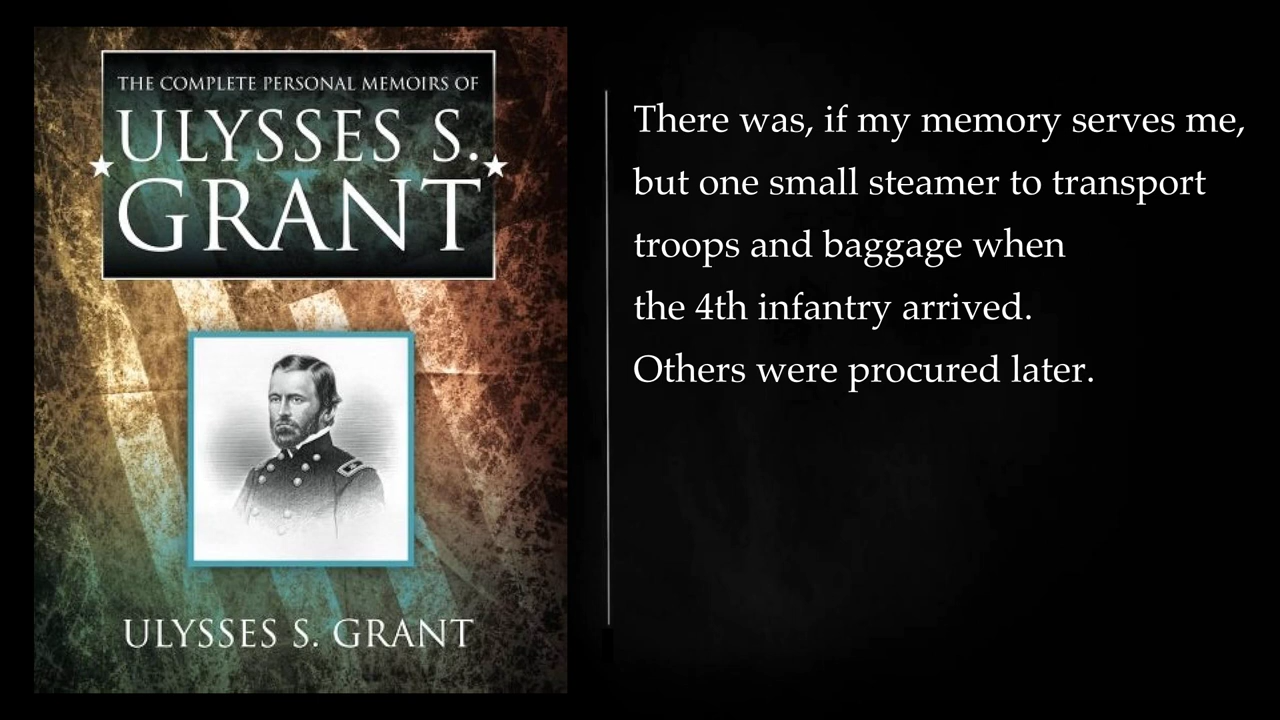 THE COMPLETE PERSONAL MEMOIRS OF
ULYSSES S.
GRANT
ULYSSES S. GRANT
There was, if my memory serves me,
but one small steamer to transport
troops and baggage when
the 4th infantry arrived.
Others were procured later.